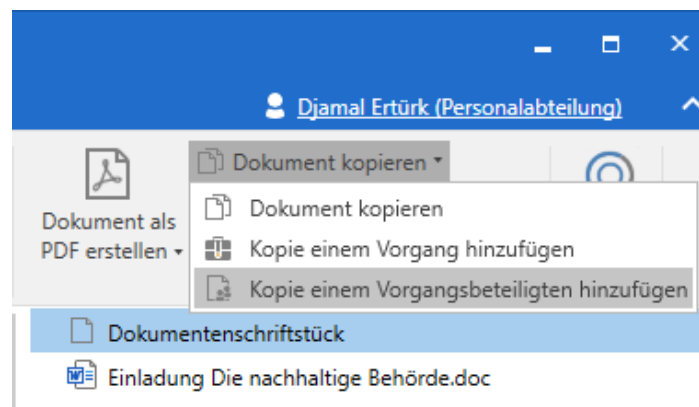 Djamal Ertürk (Personalabteilung)
Dokument kopieren
Dokument als
PDF erstellen
Dokument kopieren
Kopie einem Vorgang hinzufügen
Kopie einem Vorgangsbeteiligten hinzufügen
Dokumentenschriftstück
Einladung Die nachhaltige Behörde.doc